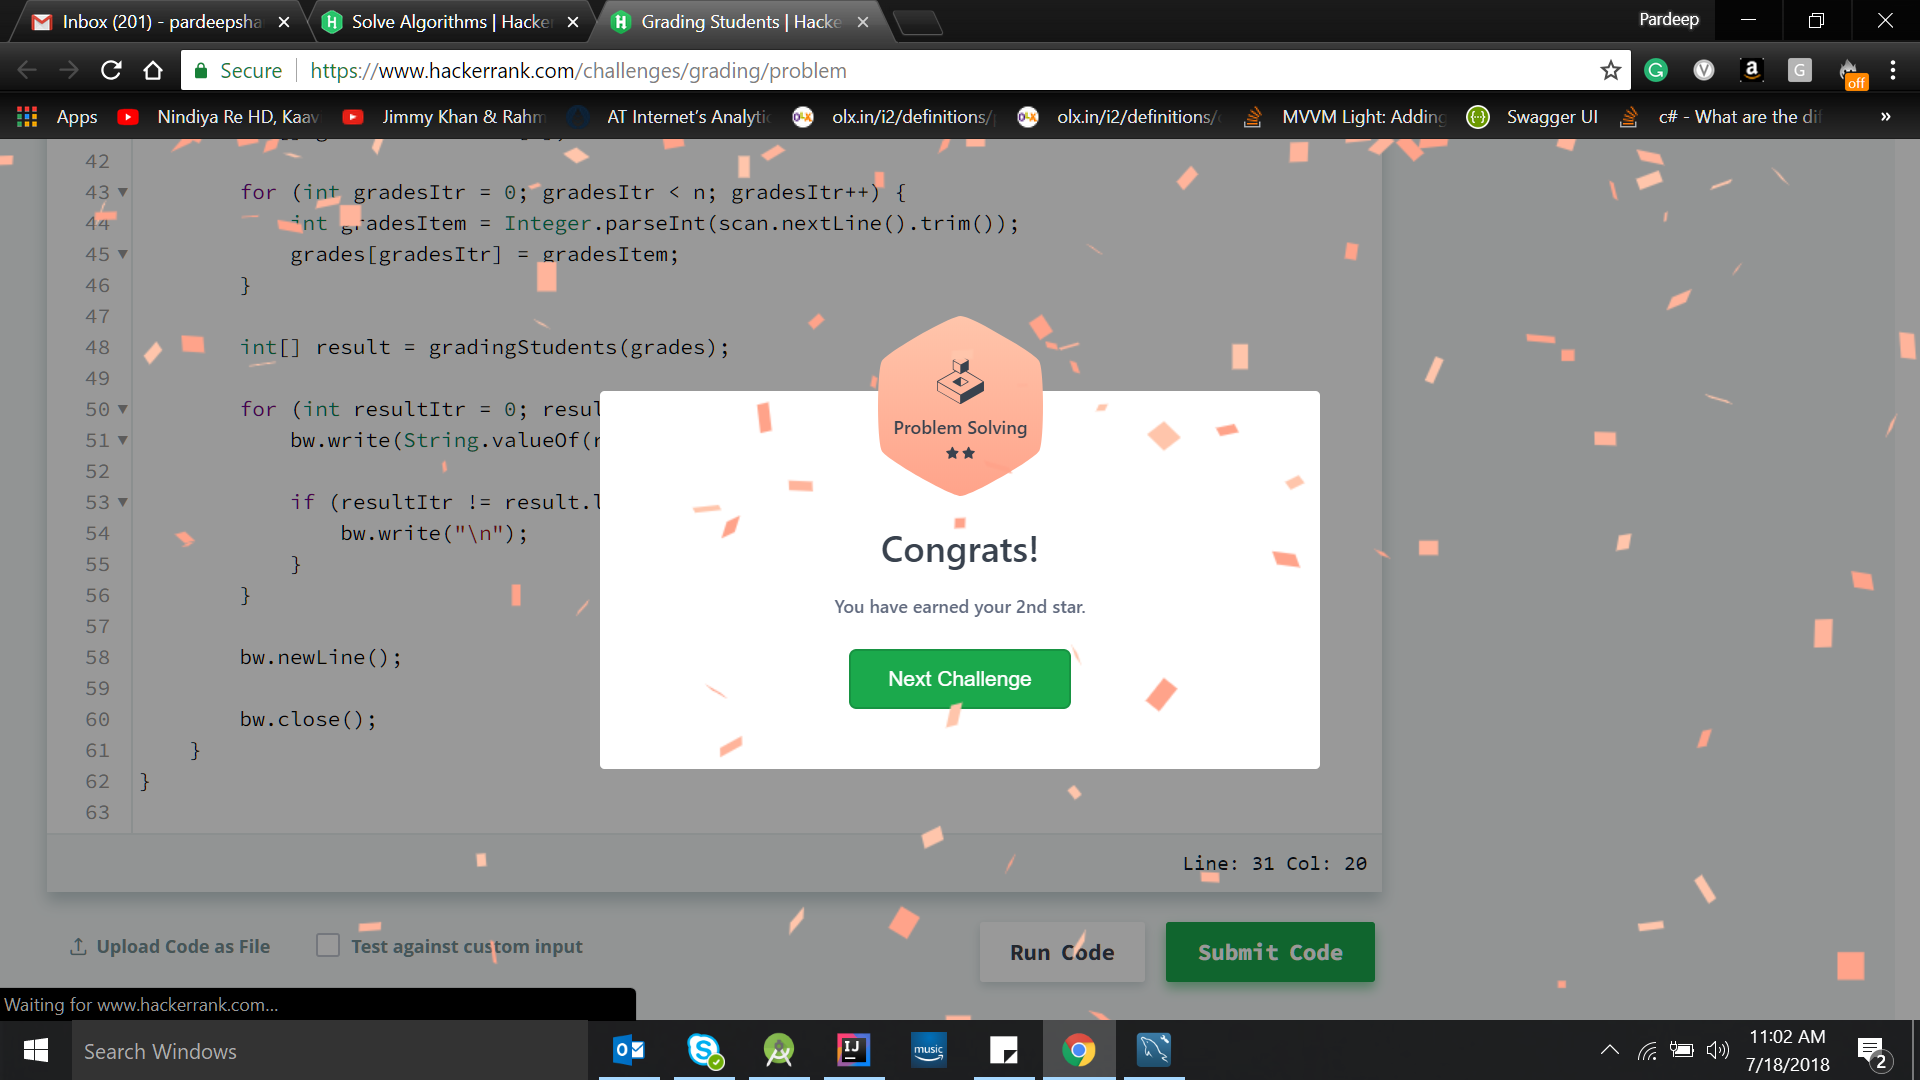 Inbox (201) - pardeepsha
Solve Algorithms | Hacke
Grading Students | Hacke
Pardeep
Secure
https://www.hackerrank.com/challenges/grading/problem
off
Apps
Nindiya Re HD, Kaav
Jimmy Khan & Rahm
AT Internet's Analytic
olx.in/i2/definitions/
olx.in/i2/definitions/
MVVM Light: Adding
Swagger UI
c# - What are the dif
»
42
43 for (int gradesItr = 0; gradesItr < n; gradesItr++) {
44 int gradesItem = Integer.parseInt(scan.nextLine().trim());
45 grades[gradesItr] = gradesItem;
46 }
47
48 int[] result = gradingStudents(grades);
49
50 for (int resultItr = 0; resul
51 bw.write(String.valueOf(r
52
53 if (resultItr != result.l
54 bw.write("\n");
55 }
56 }
57
58 bw.newLine();
59
60 bw.close();
61 }
62 }
63
Problem Solving
Congrats!
You have earned your 2nd star.
Next Challenge
Line: 31 Col: 20
Upload Code as File
Test against custom input
Run Code
Submit Code
Waiting for www.hackerrank.com...
Search Windows
music
11:02 AM
7/18/2018
2